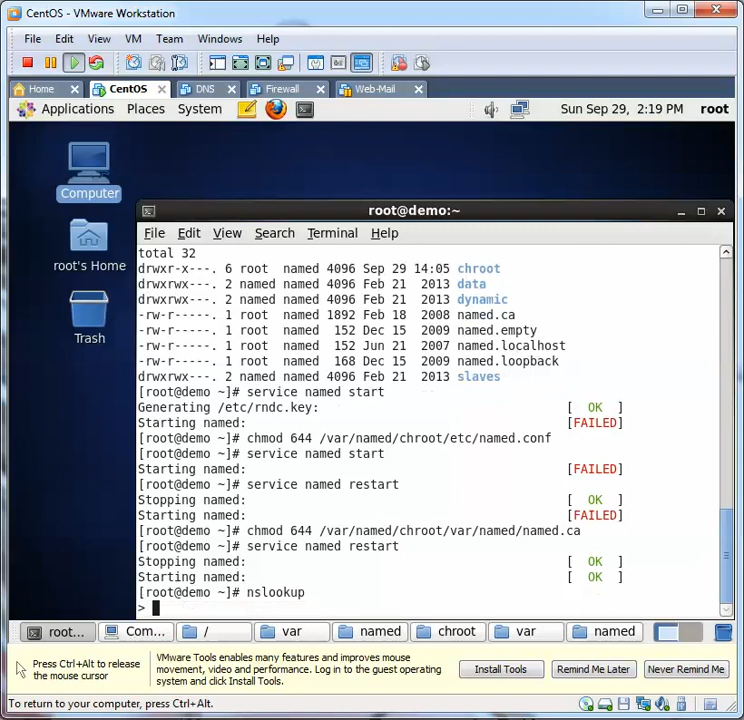 CentOS - VMware Workstation
File Edit View VM Team Windows Help
Home CentOS DNS Firewall Web-Mail
Applications Places System Sun Sep 29, 2:19 PM root
Computer
root's Home
Trash
root@demo:~
File Edit View Search Terminal Help
total 32
drwxr-x---. 6 root named 4096 Sep 29 14:05 chroot
drwxrwx---. 2 named named 4096 Feb 21 2013 data
drwxrwx---. 2 named named 4096 Feb 21 2013 dynamic
-rw-r-----. 1 root named 1892 Feb 18 2008 named.ca
-rw-r-----. 1 root named 152 Dec 15 2009 named.empty
-rw-r-----. 1 root named 152 Jun 21 2007 named.localhost
-rw-r-----. 1 root named 168 Dec 15 2009 named.loopback
drwxrwx---. 2 named named 4096 Feb 21 2013 slaves
[root@demo ~]# service named start
Generating /etc/rndc.key: [ OK ]
Starting named: [FAILED]
[root@demo ~]# chmod 644 /var/named/chroot/etc/named.conf
[root@demo ~]# service named start
Starting named: [FAILED]
[root@demo ~]# service named restart
Stopping named: [ OK ]
Starting named: [FAILED]
[root@demo ~]# chmod 644 /var/named/chroot/var/named/named.ca
[root@demo ~]# service named restart
Stopping named: [ OK ]
Starting named: [ OK ]
[root@demo ~]# nslookup
>
root... Com... / var named chroot var named
Press Ctrl+Alt to release
the mouse cursor
VMware Tools enables many features and improves mouse
movement, video and performance. Log in to the guest operating
system and click Install Tools.
Install Tools Remind Me Later Never Remind Me
To return to your computer, press Ctrl+Alt.